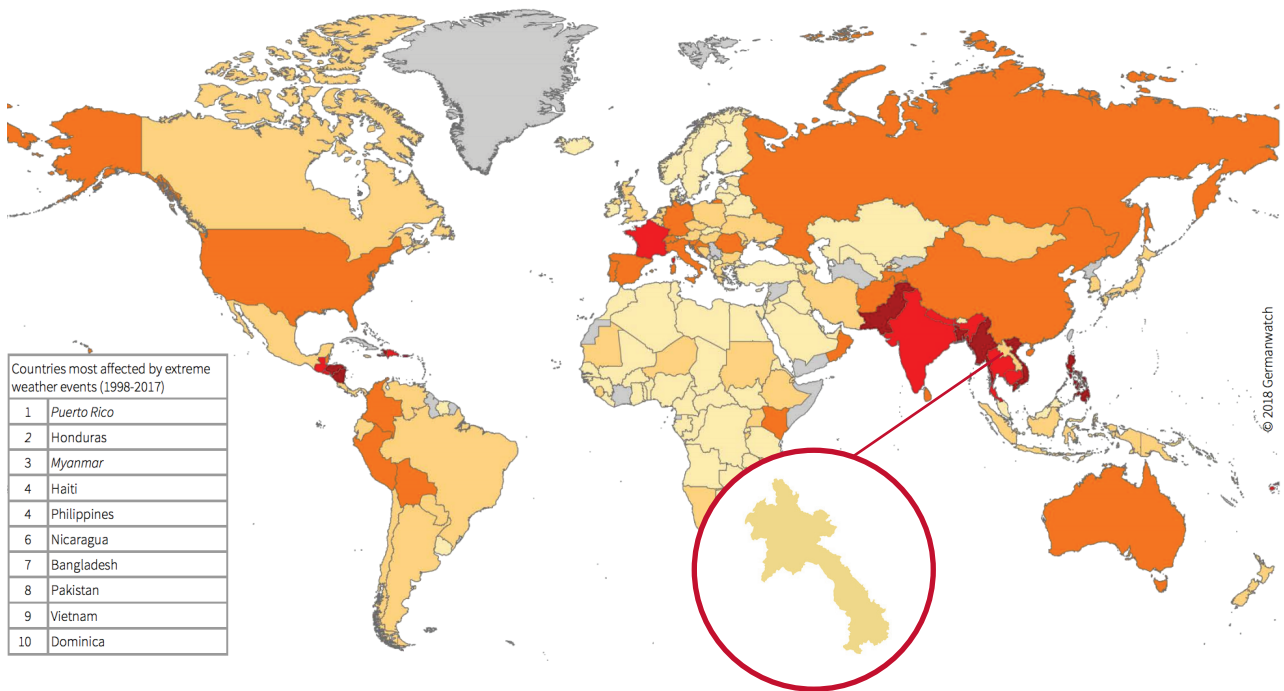 Countries most affected by extreme
weather events (1998-2017)
1 Puerto Rico
2 Honduras
3 Myanmar
4 Haiti
4 Philippines
6 Nicaragua
7 Bangladesh
8 Pakistan
9 Vietnam
10 Dominica
© 2018 Germanwatch